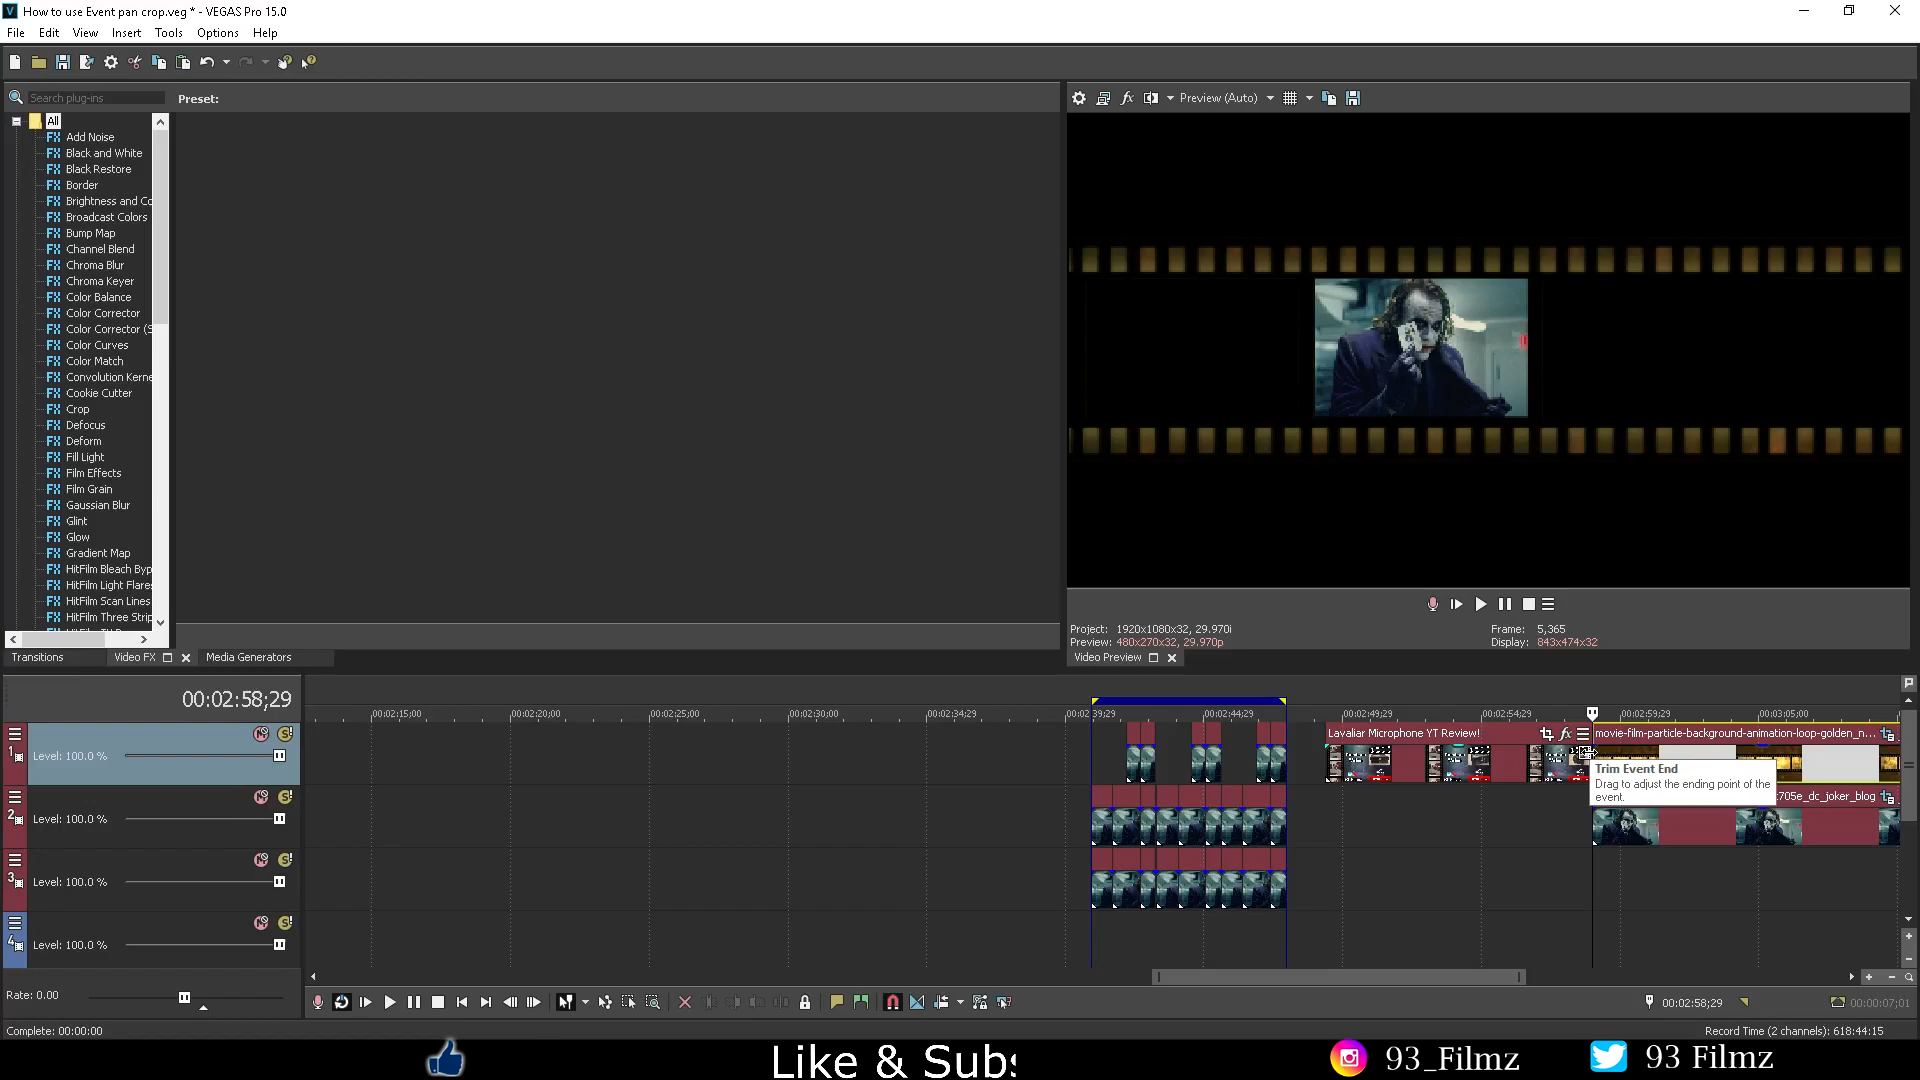 How to use Event pan crop.veg * - VEGAS Pro 15.0
File Edit View Insert Tools Options Help
Search plug-ins
Preset:
Preview (Auto)
All
Add Noise
Black and White
Black Restore
Border
Brightness and Co
Broadcast Colors
Bump Map
Channel Blend
Chroma Blur
Chroma Keyer
Color Balance
Color Corrector
Color Corrector (S
Color Curves
Color Match
Convolution Kerne
Cookie Cutter
Crop
Defocus
Deform
Fill Light
Film Effects
Film Grain
Gaussian Blur
Glint
Glow
Gradient Map
HitFilm Bleach Byp
HitFilm Light Flares
HitFilm Scan Lines
HitFilm Three Strip
Project: 1920x1080x32, 29.970i
Frame: 5,365
Preview: 480x270x32, 29.970p
Display: 843x474x32
Transitions
Video FX
Media Generators
Video Preview
00:02:58;29
00:02:15;00
00:02:20;00
00:02:25;00
00:02:30;00
00:02:34;29
00:02:39;29
00:02:44;29
00:02:49;29
00:02:54;29
00:02:59;29
00:03:05;00
1
Level: 100.0 %
Lavaliar Microphone YT Review!
movie-film-particle-background-animation-loop-golden_n...
Trim Event End
Drag to adjust the ending point of the
event.
705e_dc_joker_blog
2
Level: 100.0 %
3
Level: 100.0 %
4
Level: 100.0 %
Rate: 0.00
00:02:58;29
00:00:07;01
Complete: 00:00:00
Record Time (2 channels): 618:44:15
Like & Subs
93_Filmz
93 Filmz